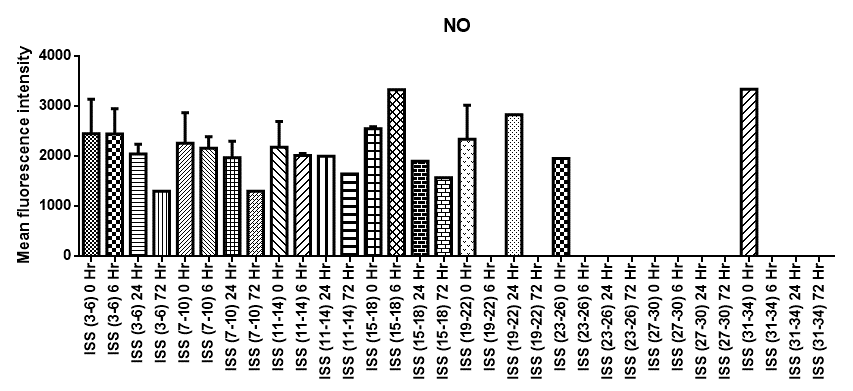 NO
Mean fluorescence intensity
4000
3000
2000
1000
0
ISS (3-6) 0 Hr
ISS (3-6) 6 Hr
ISS (3-6) 24 Hr
ISS (3-6) 72 Hr
ISS (7-10) 0 Hr
ISS (7-10) 6 Hr
ISS (7-10) 24 Hr
ISS (7-10) 72 Hr
ISS (11-14) 0 Hr
ISS (11-14) 6 Hr
ISS (11-14) 24 Hr
ISS (11-14) 72 Hr
ISS (15-18) 0 Hr
ISS (15-18) 6 Hr
ISS (15-18) 24 Hr
ISS (15-18) 72 Hr
ISS (19-22) 0 Hr
ISS (19-22) 6 Hr
ISS (19-22) 24 Hr
ISS (19-22) 72 Hr
ISS (23-26) 0 Hr
ISS (23-26) 6 Hr
ISS (23-26) 24 Hr
ISS (23-26) 72 Hr
ISS (27-30) 0 Hr
ISS (27-30) 6 Hr
ISS (27-30) 24 Hr
ISS (27-30) 72 Hr
ISS (31-34) 0 Hr
ISS (31-34) 6 Hr
ISS (31-34) 24 Hr
ISS (31-34) 72 Hr